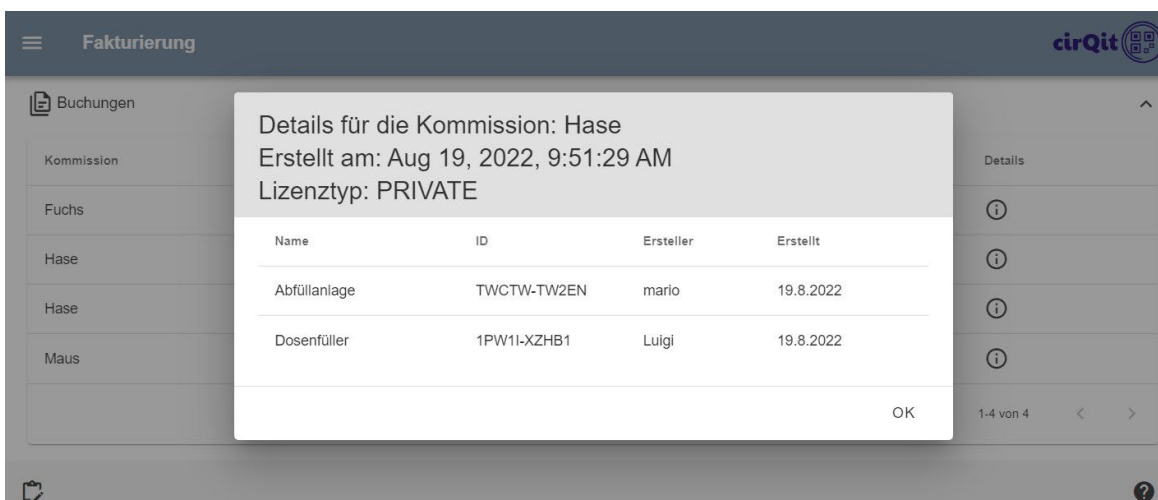 Fakturierung
cirQit
Buchungen
Details für die Kommission: Hase
Erstellt am: Aug 19, 2022, 9:51:29 AM
Lizenztyp: PRIVATE
Kommission
Details
Name ID Ersteller Erstellt
Fuchs
Hase
Abfüllanlage TWCTW-TW2EN mario 19.8.2022
Hase
Dosenfüller 1PW1I-XZHB1 Luigi 19.8.2022
Maus
OK
1-4 von 4